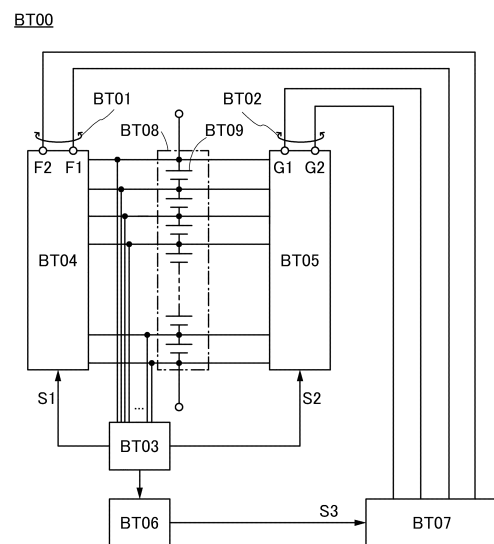 BT00
BT01
BT02
BT08
BT09
F2 F1
G1 G2
BT04
BT05
S1
S2
...
BT03
BT06
S3
BT07